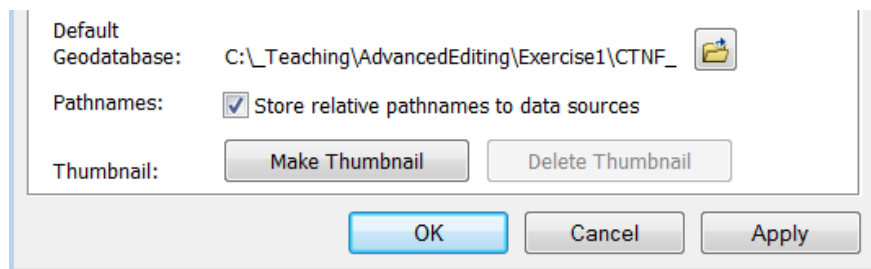 Default
Geodatabase: C:\_Teaching\AdvancedEditing\Exercise1\CTNF_
Pathnames: Store relative pathnames to data sources
Thumbnail: Make Thumbnail Delete Thumbnail
OK Cancel Apply